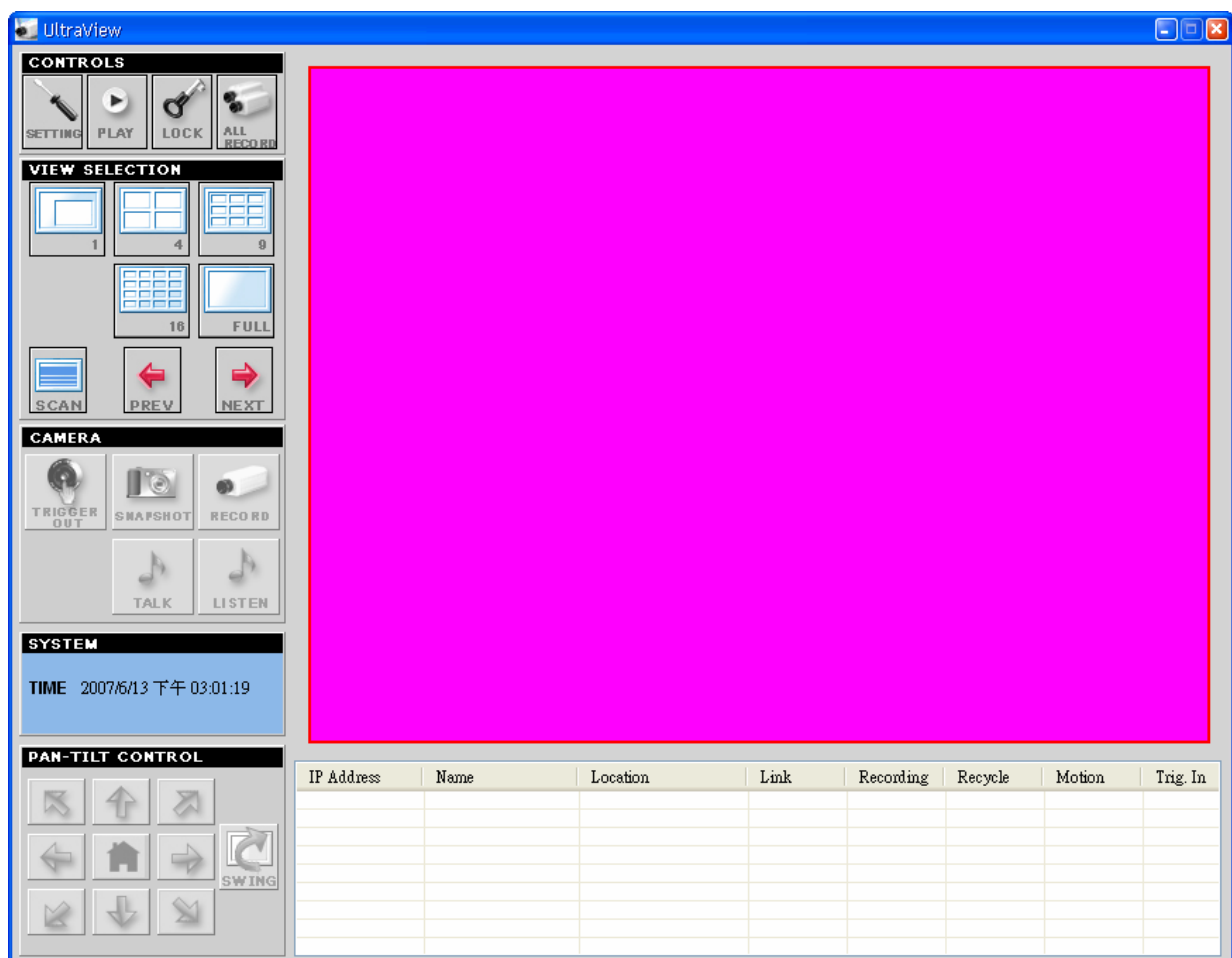 UltraView
CONTROLS
SETTING PLAY LOCK ALL RECORD
VIEW SELECTION
1 4 9
16 FULL
SCAN PREV NEXT
CAMERA
TRIGGER OUT SNAPSHOT RECORD
TALK LISTEN
SYSTEM
TIME 2007/6/13 下午 03:01:19
PAN-TILT CONTROL
SWING
IP Address Name Location Link Recording Recycle Motion Trig. In